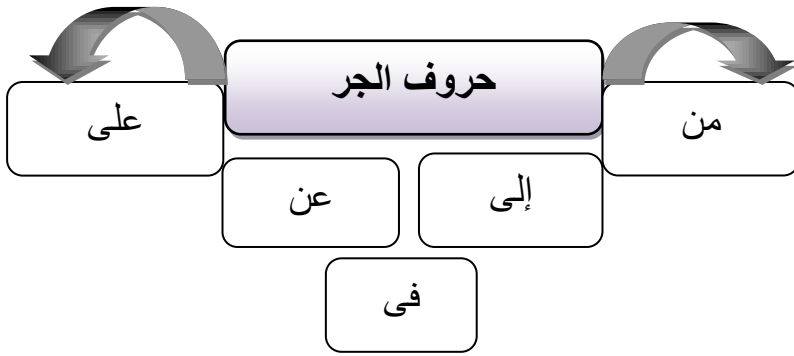 حروف الجر
من
على
إلى
عن
فى